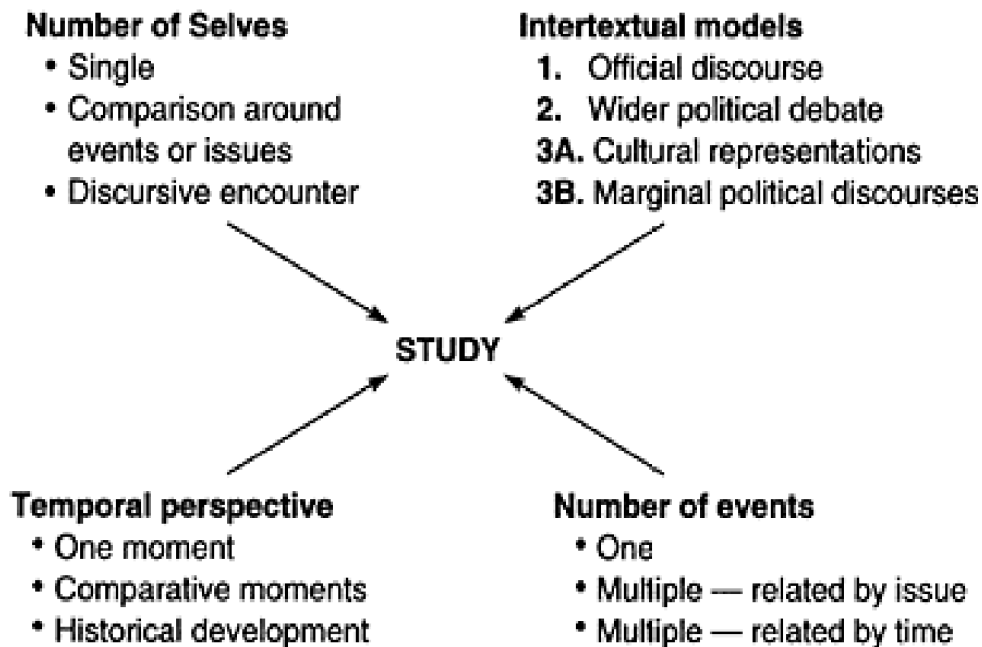 Number of Selves
• Single
• Comparison around
events or issues
• Discursive encounter
Intertextual models
1. Official discourse
2. Wider political debate
3A. Cultural representations
3B. Marginal political discourses
STUDY
Temporal perspective
• One moment
• Comparative moments
• Historical development
Number of events
• One
• Multiple — related by issue
• Multiple — related by time